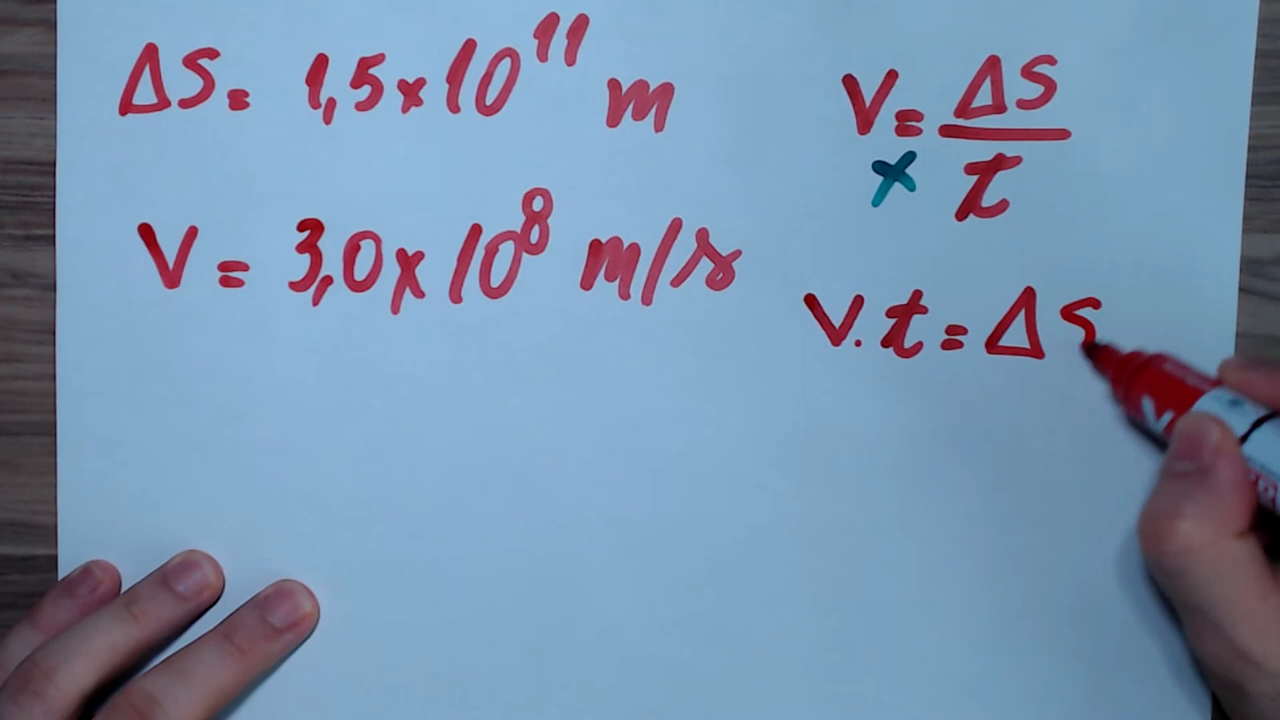 ΔS = 1,5 × 10¹¹ m
V = 3,0 × 10⁸ m/s
V = ΔS / t
×
V. t = ΔS